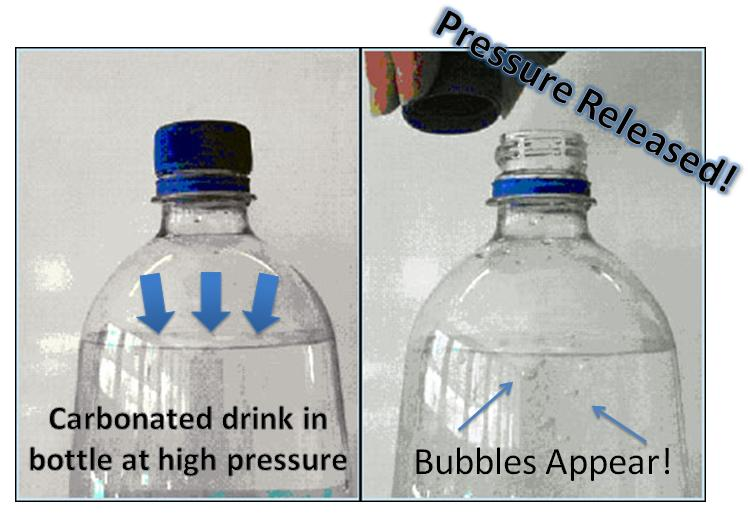 Pressure Released!
Carbonated drink in
bottle at high pressure
Bubbles Appear!